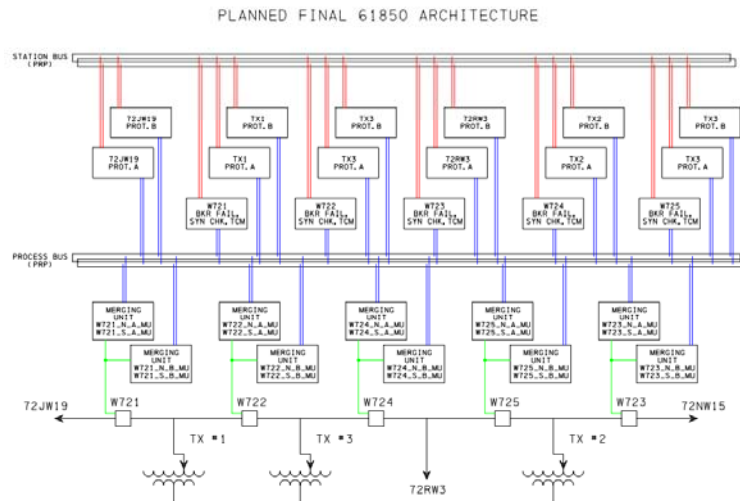 PLANNED FINAL 61850 ARCHITECTURE
STATION BUS
(PRP)
72JW19
PROT.B
TX1
PROT.B
TX3
PROT.B
72RW3
PROT.B
TX2
PROT.B
TX3
PROT.B
72JW19
PROT.A
TX1
PROT.A
TX3
PROT.A
72RW3
PROT.A
TX2
PROT.A
TX3
PROT.A
W721
BKR FAIL,
SYN CHK,TCM
W722
BKR FAIL,
SYN CHK,TCM
W723
BKR FAIL,
SYN CHK,TCM
W724
BKR FAIL,
SYN CHK,TCM
W725
BKR FAIL,
SYN CHK,TCM
PROCESS BUS
(PRP)
MERGING
UNIT
W721_N_A_MU
W721_S_A_MU
MERGING
UNIT
W722_N_A_MU
W722_S_A_MU
MERGING
UNIT
W724_N_A_MU
W724_S_A_MU
MERGING
UNIT
W725_N_A_MU
W725_S_A_MU
MERGING
UNIT
W723_N_A_MU
W723_S_A_MU
MERGING
UNIT
W721_N_B_MU
W721_S_B_MU
MERGING
UNIT
W722_N_B_MU
W722_S_B_MU
MERGING
UNIT
W724_N_B_MU
W724_S_B_MU
MERGING
UNIT
W725_N_B_MU
W725_S_B_MU
MERGING
UNIT
W723_N_B_MU
W723_S_B_MU
72JW19
W721
W722
W724
W725
W723
72NW15
TX #1
TX #3
TX #2
72RW3